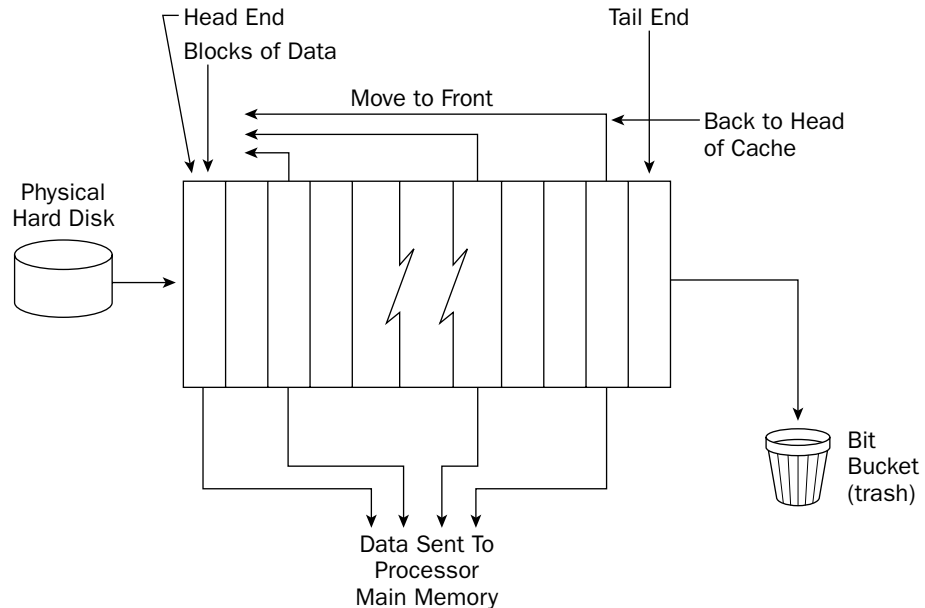 Head End
Blocks of Data
Tail End
Move to Front
Back to Head
of Cache
Physical
Hard Disk
Bit
Bucket
(trash)
Data Sent To
Processor
Main Memory